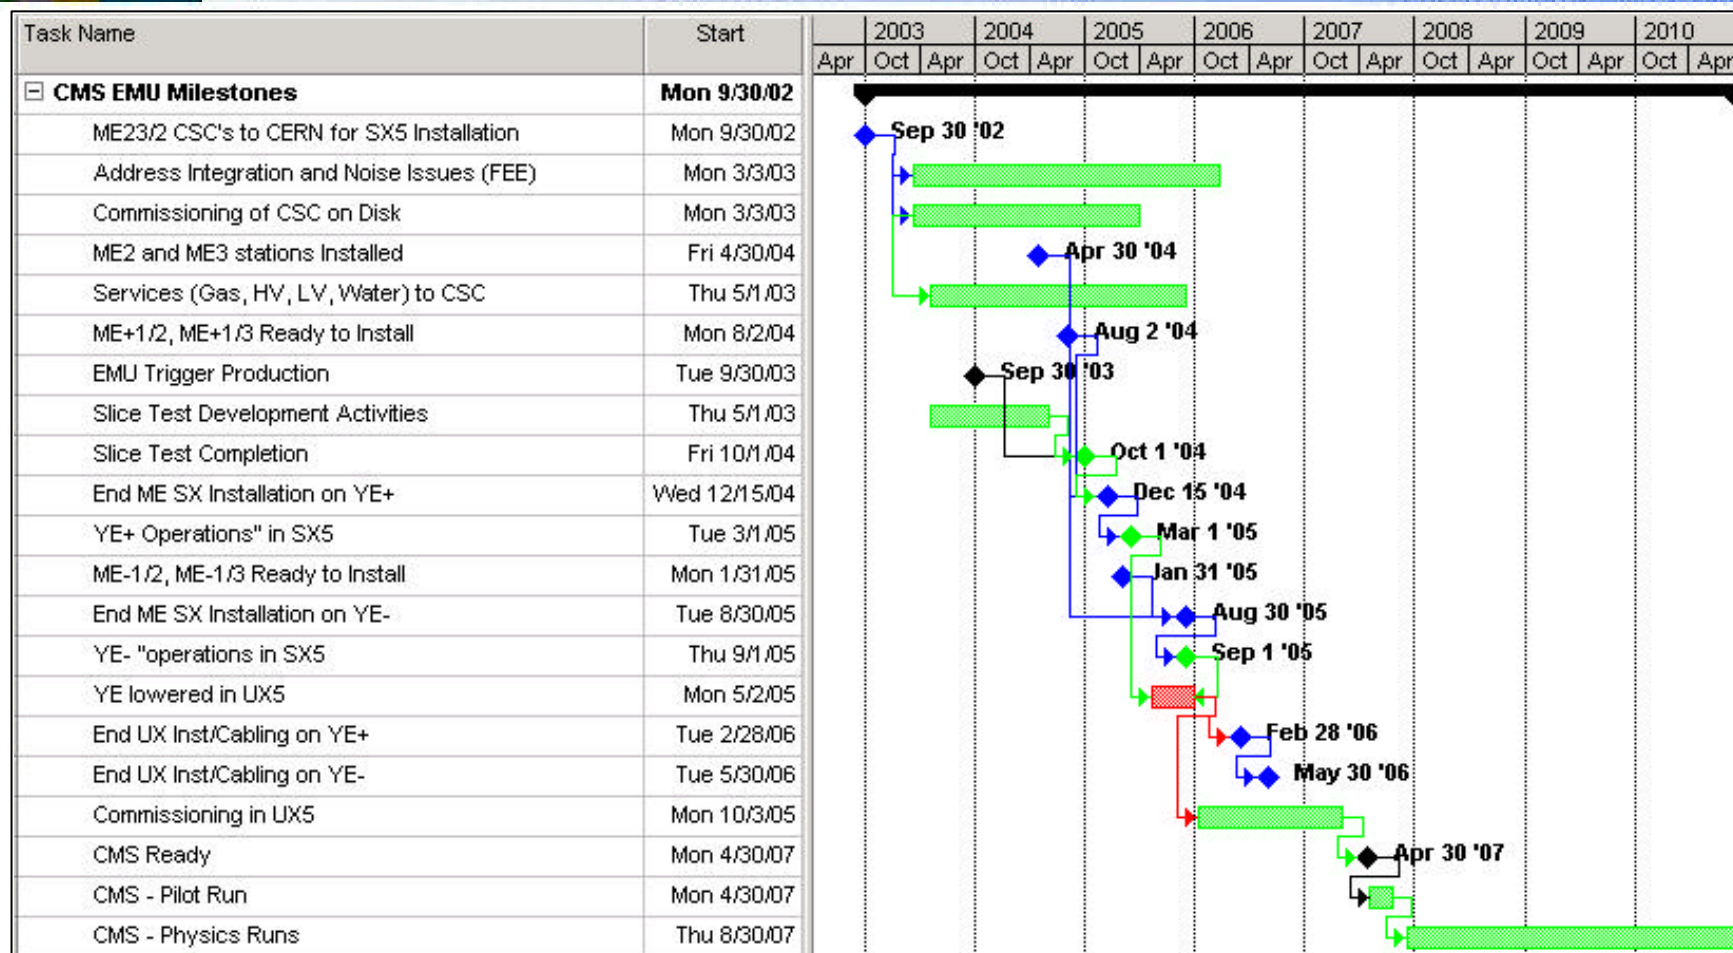 Task Name Start 2003 2004 2005 2006 2007 2008 2009 2010
Apr Oct Apr Oct Apr Oct Apr Oct Apr Oct Apr Oct Apr Oct Apr Oct Apr
CMS EMU Milestones Mon 9/30/02
ME23/2 CSC's to CERN for SX5 Installation Mon 9/30/02 Sep 30 '02
Address Integration and Noise Issues (FEE) Mon 3/3/03
Commissioning of CSC on Disk Mon 3/3/03
ME2 and ME3 stations Installed Fri 4/30/04 Apr 30 '04
Services (Gas, HV, LV, Water) to CSC Thu 5/1/03
ME+1/2, ME+1/3 Ready to Install Mon 8/2/04 Aug 2 '04
EMU Trigger Production Tue 9/30/03 Sep 30 '03
Slice Test Development Activities Thu 5/1/03
Slice Test Completion Fri 10/1/04 Oct 1 '04
End ME SX Installation on YE+ Wed 12/15/04 Dec 15 '04
YE+ Operations" in SX5 Tue 3/1/05 Mar 1 '05
ME-1/2, ME-1/3 Ready to Install Mon 1/31/05 Jan 31 '05
End ME SX Installation on YE- Tue 8/30/05 Aug 30 '05
YE- "operations in SX5 Thu 9/1/05 Sep 1 '05
YE lowered in UX5 Mon 5/2/05
End UX Inst/Cabling on YE+ Tue 2/28/06 Feb 28 '06
End UX Inst/Cabling on YE- Tue 5/30/06 May 30 '06
Commissioning in UX5 Mon 10/3/05
CMS Ready Mon 4/30/07 Apr 30 '07
CMS - Pilot Run Mon 4/30/07
CMS - Physics Runs Thu 8/30/07